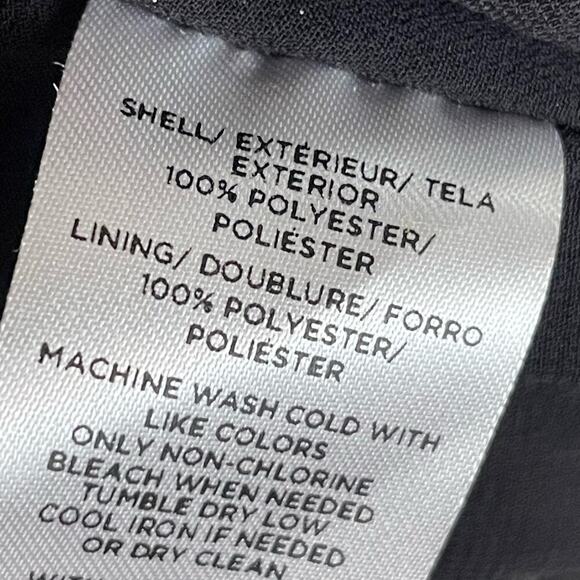 SHELL/ EXTÉRIEUR/ TELA
EXTERIOR
100% POLYESTER/
POLIÉSTER
LINING/ DOUBLURE/ FORRO
100% POLYESTER/
POLIÉSTER
MACHINE WASH COLD WITH
LIKE COLORS
ONLY NON-CHLORINE
BLEACH WHEN NEEDED
TUMBLE DRY LOW
COOL IRON IF NEEDED
OR DRY CLEAN